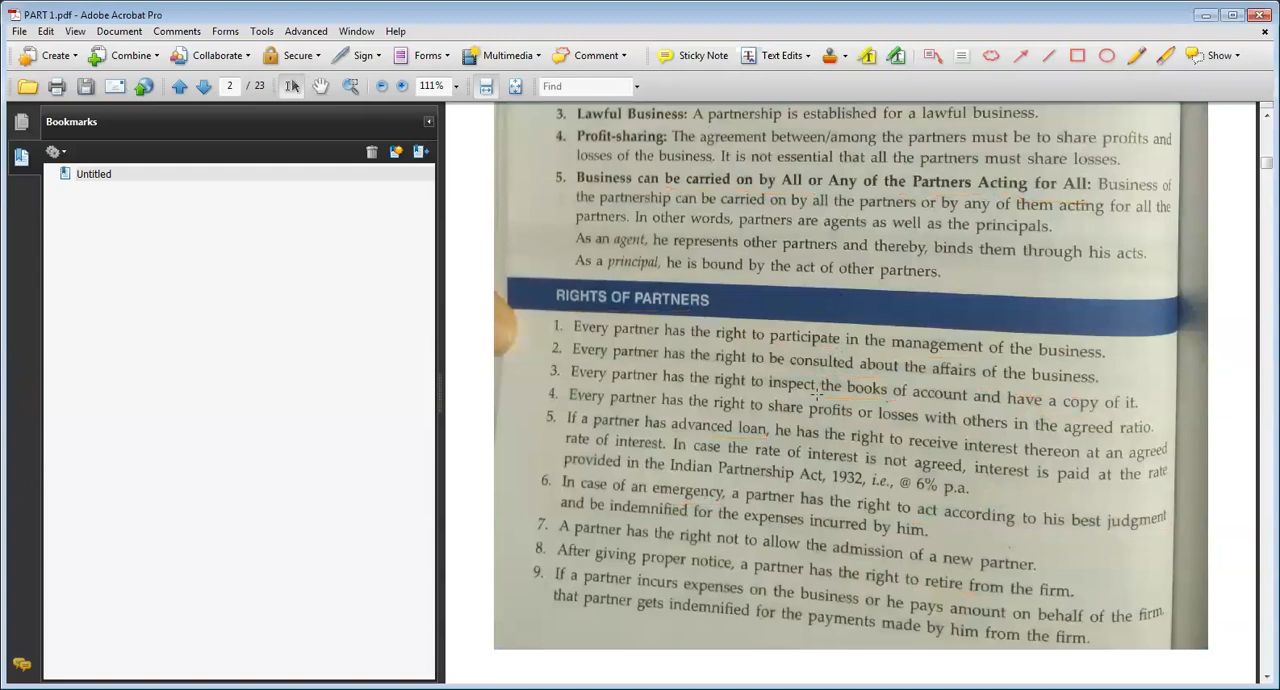 PART 1.pdf - Adobe Acrobat Pro
File Edit View Document Comments Forms Tools Advanced Window Help
Create Combine Collaborate Secure Sign Forms Multimedia Comment Sticky Note Text Edits Show
2 / 23 111% Find
Bookmarks
Untitled
3. Lawful Business: A partnership is established for a lawful business.
4. Profit-sharing: The agreement between/among the partners must be to share profits and
losses of the business. It is not essential that all the partners must share losses.
5. Business can be carried on by All or Any of the Partners Acting for All: Business of
the partnership can be carried on by all the partners or by any of them acting for all the
partners. In other words, partners are agents as well as the principals.
As an agent, he represents other partners and thereby, binds them through his acts.
As a principal, he is bound by the act of other partners.
RIGHTS OF PARTNERS
1. Every partner has the right to participate in the management of the business.
2. Every partner has the right to be consulted about the affairs of the business.
3. Every partner has the right to inspect the books of account and have a copy of it.
4. Every partner has the right to share profits or losses with others in the agreed ratio.
5. If a partner has advanced loan, he has the right to receive interest thereon at an agreed
rate of interest. In case the rate of interest is not agreed, interest is paid at the rate
provided in the Indian Partnership Act, 1932, i.e., @ 6% p.a.
6. In case of an emergency, a partner has the right to act according to his best judgment
and be indemnified for the expenses incurred by him.
7. A partner has the right not to allow the admission of a new partner.
8. After giving proper notice, a partner has the right to retire from the firm.
9. If a partner incurs expenses on the business or he pays amount on behalf of the firm,
that partner gets indemnified for the payments made by him from the firm.